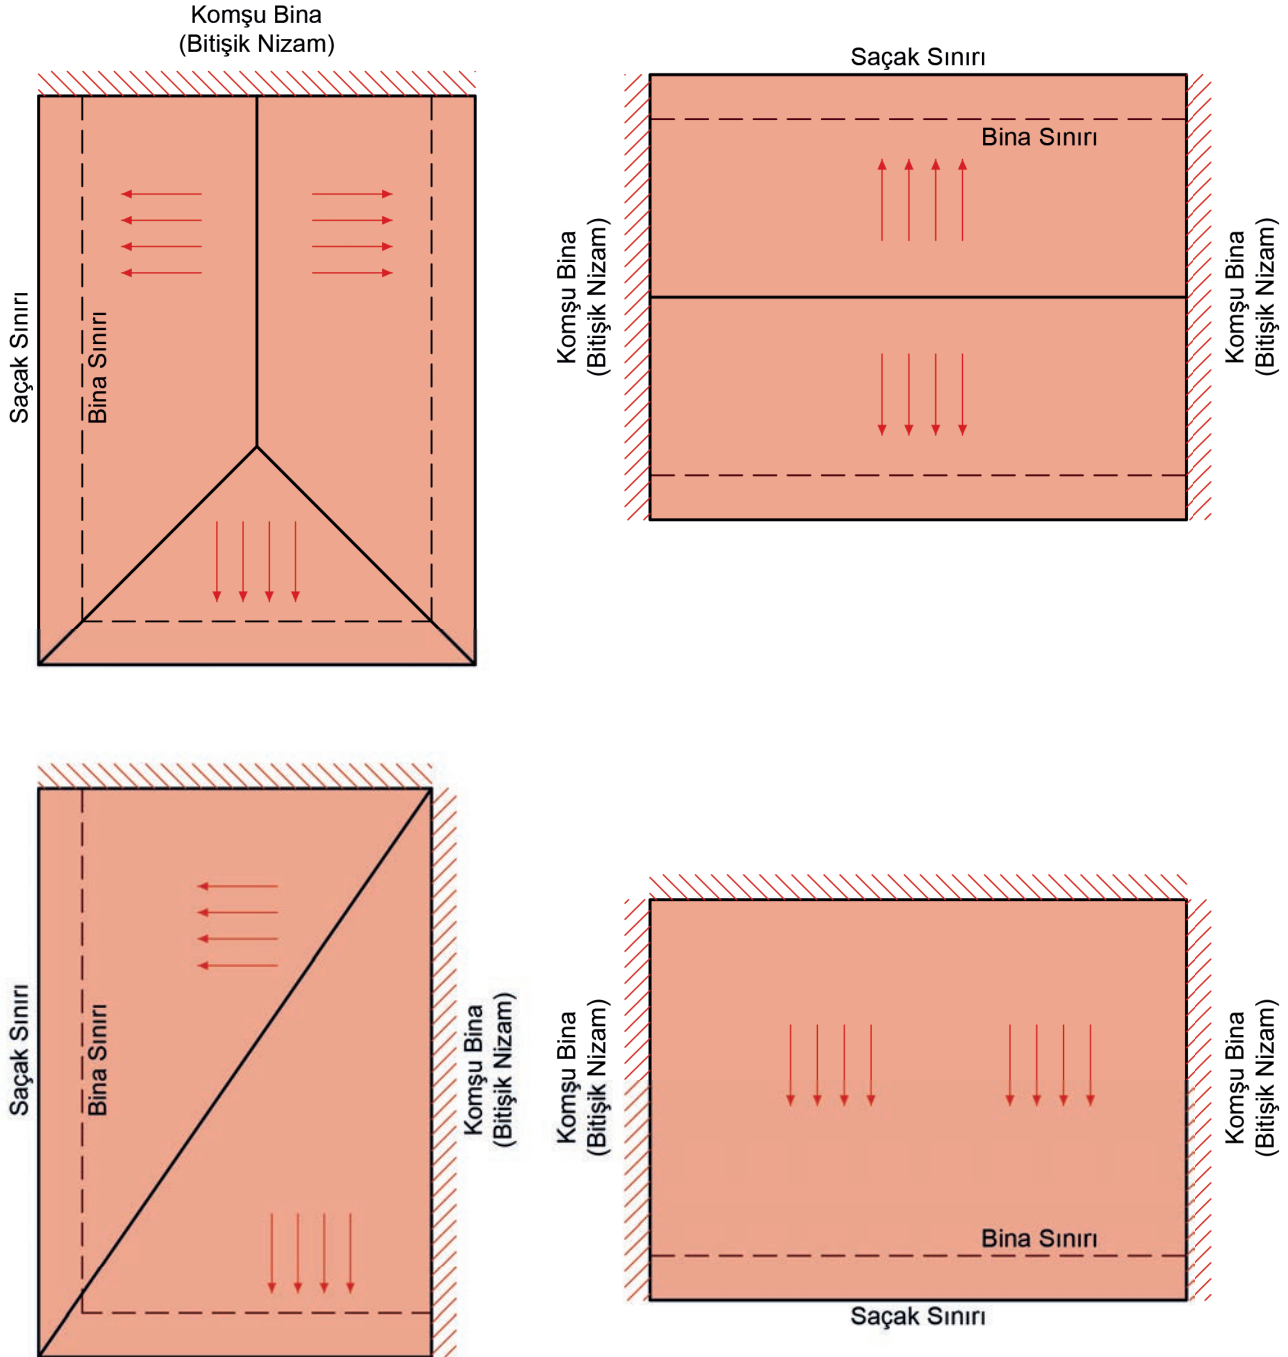 Komşu Bina
(Bitişik Nizam)
Saçak Sınırı
Bina Sınırı
Saçak Sınırı
Bina Sınırı
Komşu Bina
(Bitişik Nizam)
Komşu Bina
(Bitişik Nizam)
Saçak Sınırı
Bina Sınırı
Komşu Bina
(Bitişik Nizam)
Komşu Bina
(Bitişik Nizam)
Komşu Bina
(Bitişik Nizam)
Bina Sınırı
Saçak Sınırı